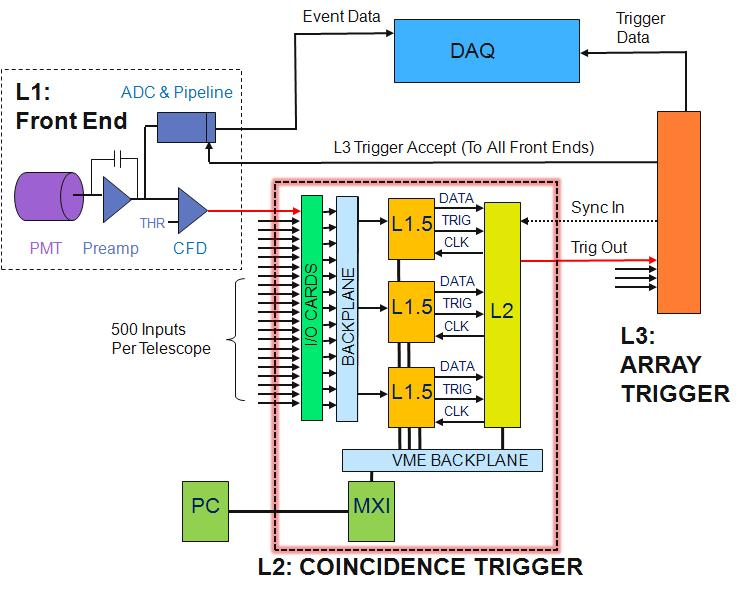 Event Data
Trigger
Data
DAQ
L1:
Front End
ADC & Pipeline
L3 Trigger Accept (To All Front Ends)
THR
PMT
Preamp
CFD
500 Inputs
Per Telescope
I/O CARDS
BACKPLANE
L1.5
DATA
TRIG
CLK
L1.5
DATA
TRIG
CLK
L1.5
DATA
TRIG
CLK
L2
Sync In
Trig Out
L3:
ARRAY
TRIGGER
VME BACKPLANE
PC
MXI
L2: COINCIDENCE TRIGGER